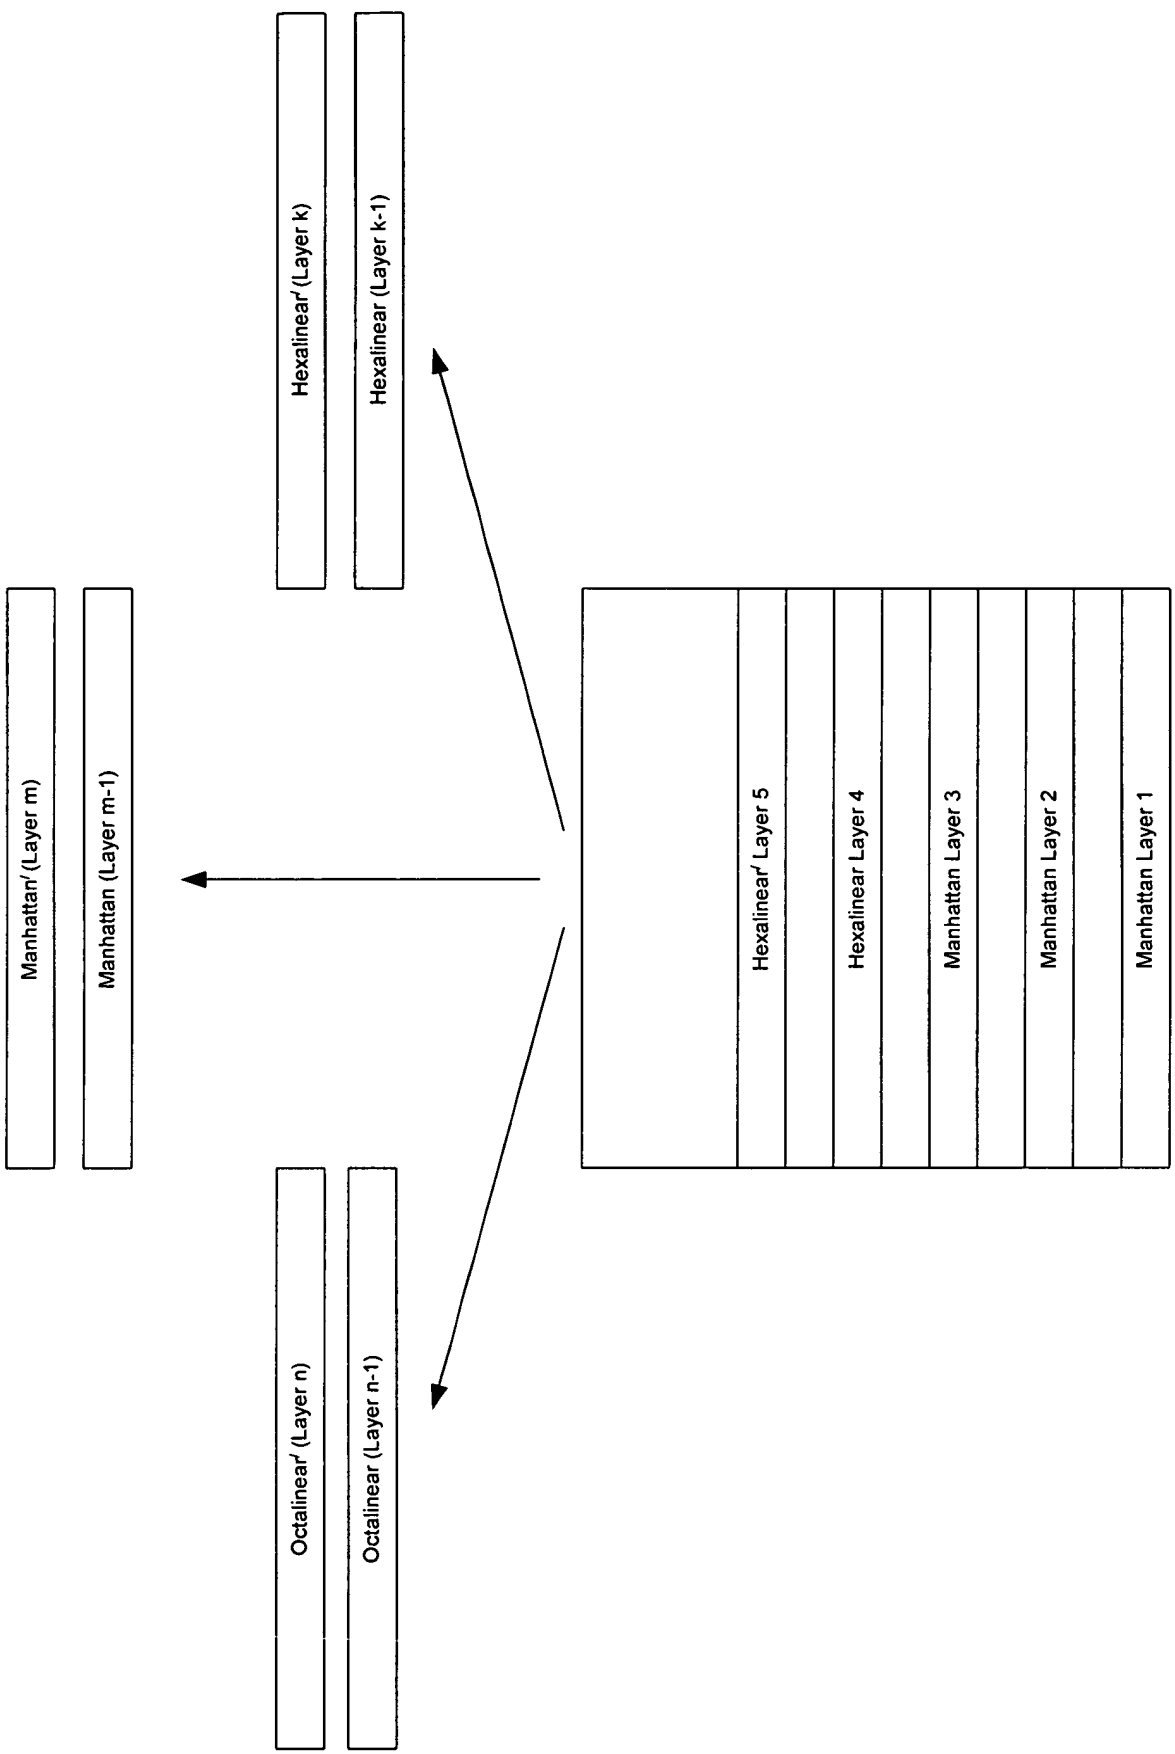 Manhattan' (Layer m)
Manhattan (Layer m-1)
Octalinear' (Layer n)
Octalinear (Layer n-1)
Hexalinear' (Layer k)
Hexalinear (Layer k-1)
Hexalinear' Layer 5
Hexalinear Layer 4
Manhattan Layer 3
Manhattan Layer 2
Manhattan Layer 1